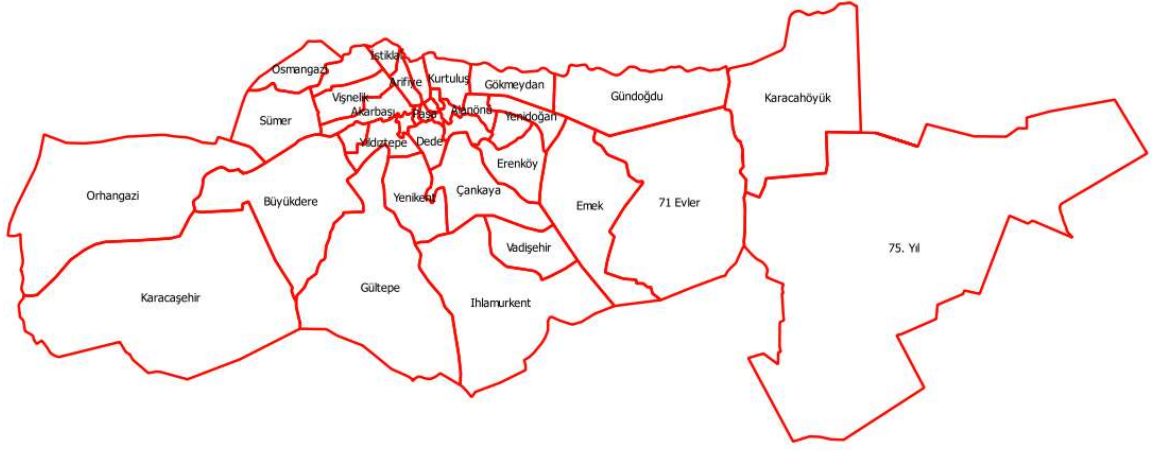 İstiklal
Osmangazi
Arifiye
Kurtuluş
Gökmeydan
Gündoğdu
Karacahöyük
Vişnelik
Akarbaşı
Paşa
Alanönü
Yenidoğan
Sümer
Yıldıztepe
Dede
Erenköy
Orhangazi
Büyükdere
Yenikent
Çankaya
Emek
71 Evler
Vadişehir
75. Yıl
Karacaşehir
Gültepe
Ihlamurkent